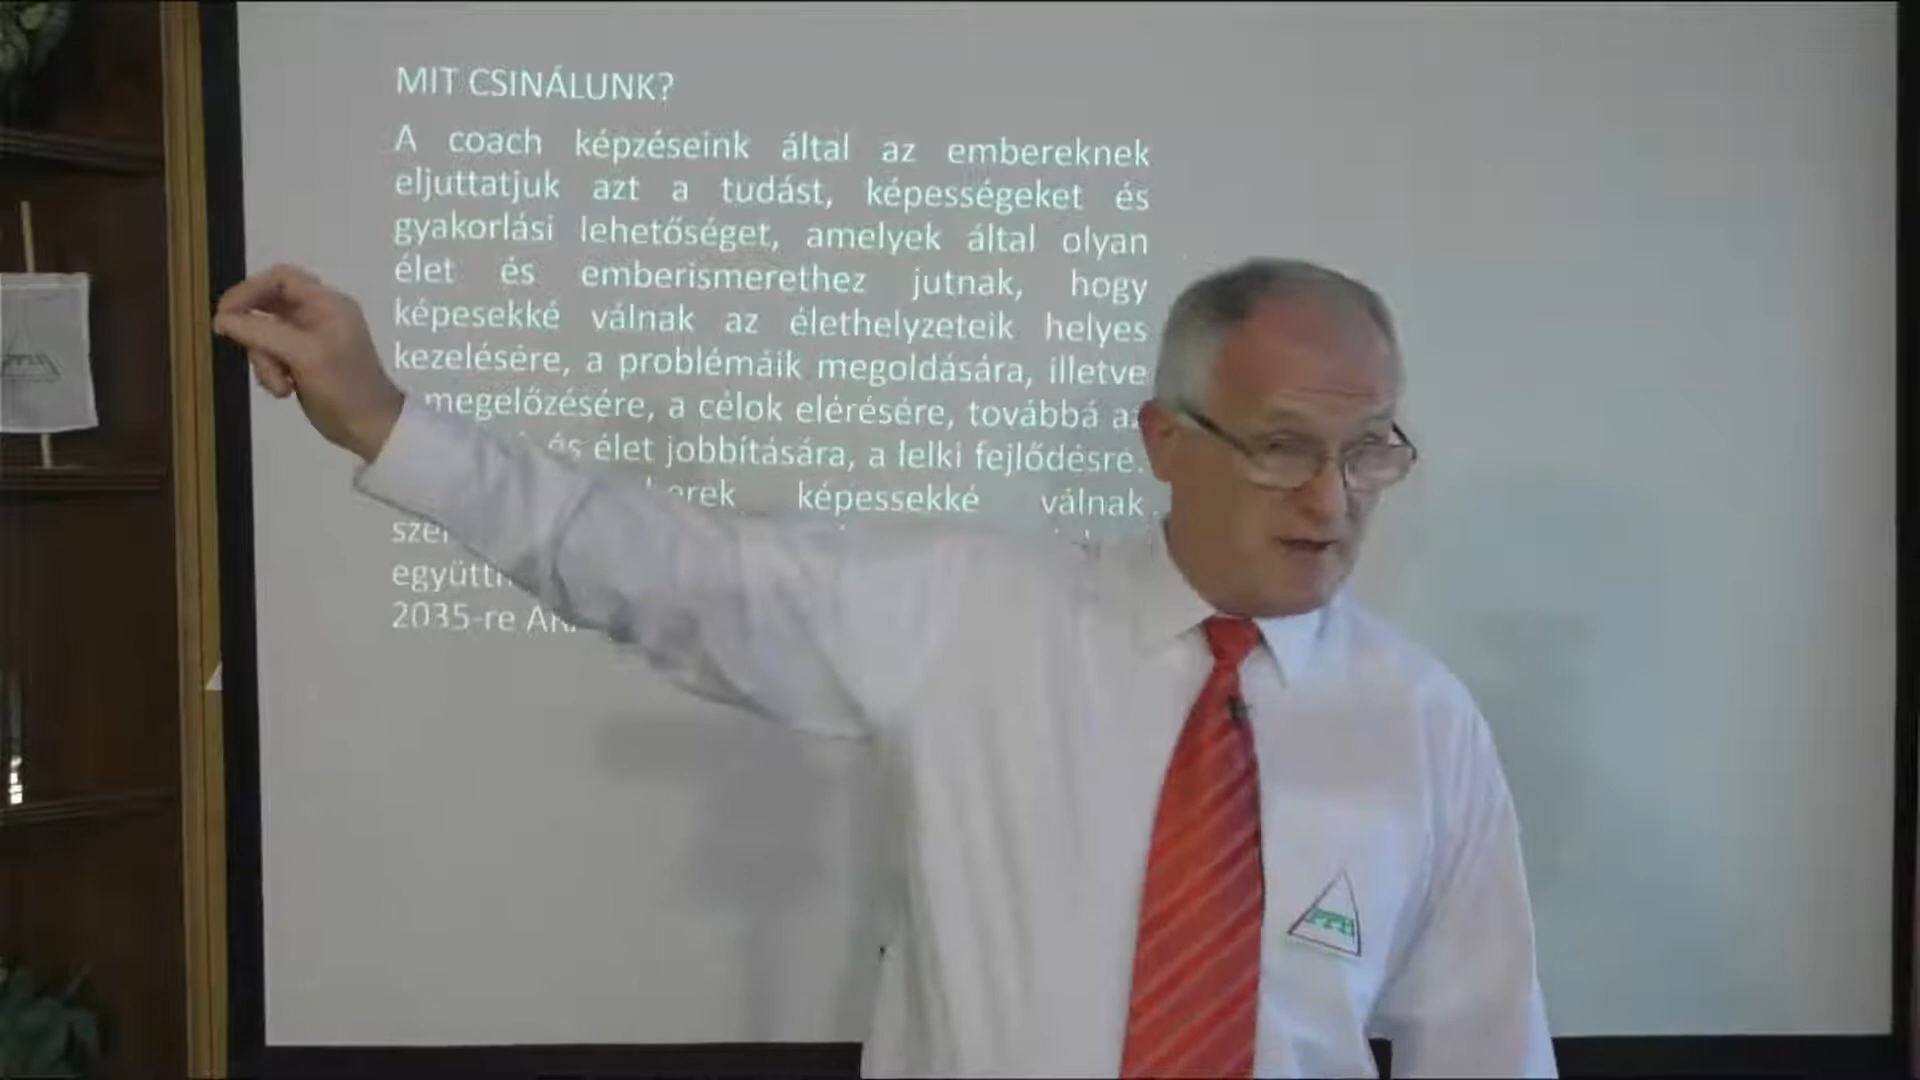 MIT CSINÁLUNK?
A coach képzéseink által az embereknek
eljuttatjuk azt a tudást, képességeket és
gyakorlási lehetőséget, amelyek által olyan
élet és emberismerethez jutnak, hogy
képesekké válnak az élethelyzeteik helyes
kezelésére, a problémáik megoldására, illetve
megelőzésére, a célok elérésére, továbbá
és élet jobbítására, a lelki fejlődésre.
képessekké válnak
2035-re
PPH